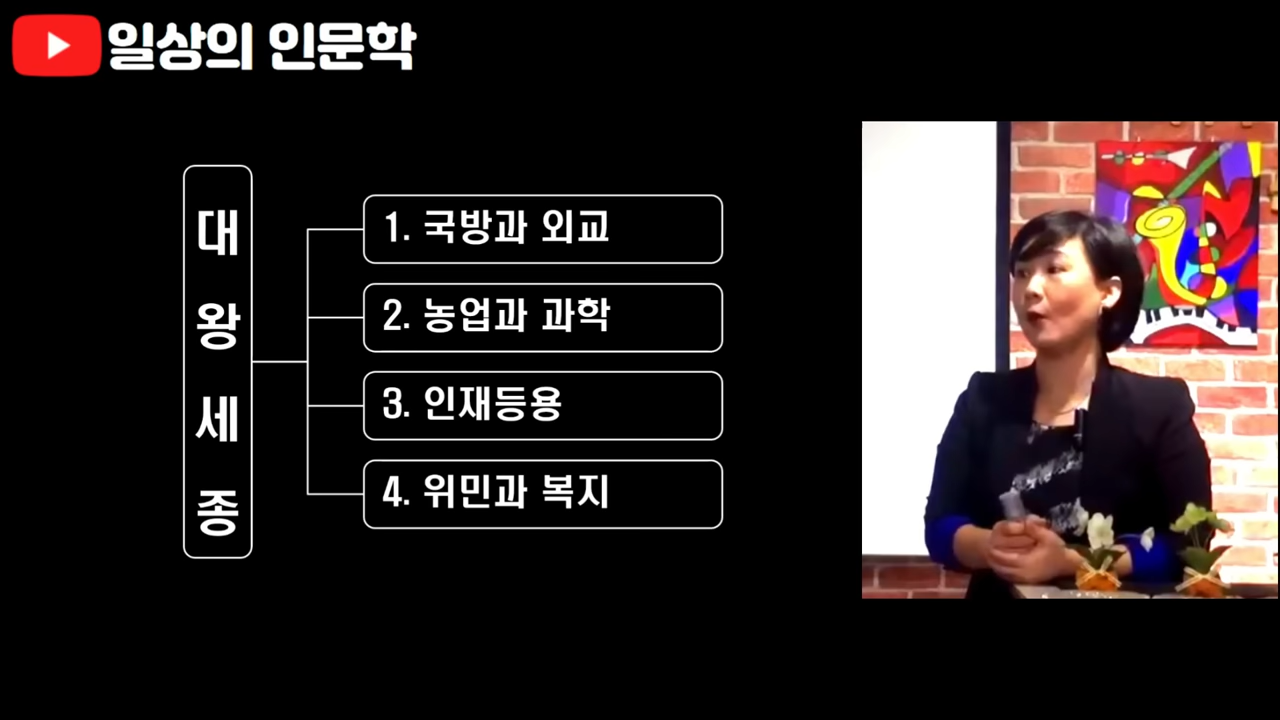 일상의 인문학
대왕세종
1. 국방과 외교
2. 농업과 과학
3. 인재등용
4. 위민과 복지